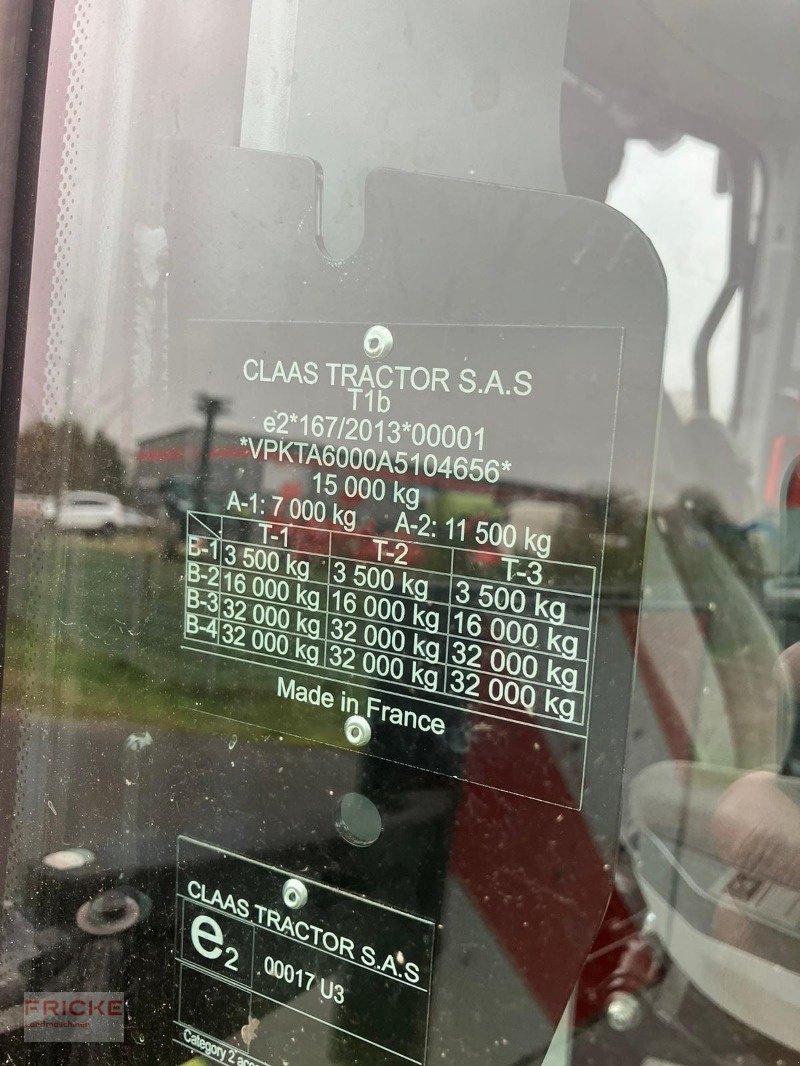 CLAAS TRACTOR S.A.S
T1b
e2*167/2013*00001
*VPKTA6000A5104656*
15 000 kg
A-1: 7 000 kg A-2: 11 500 kg
T-1 T-2 T-3
B-1 3 500 kg 3 500 kg 3 500 kg
B-2 16 000 kg 16 000 kg 16 000 kg
B-3 32 000 kg 32 000 kg 32 000 kg
B-4 32 000 kg 32 000 kg 32 000 kg
Made in France
CLAAS TRACTOR S.A.S
e2 00017 U3
Category 2
FRICKE
Landmaschinen